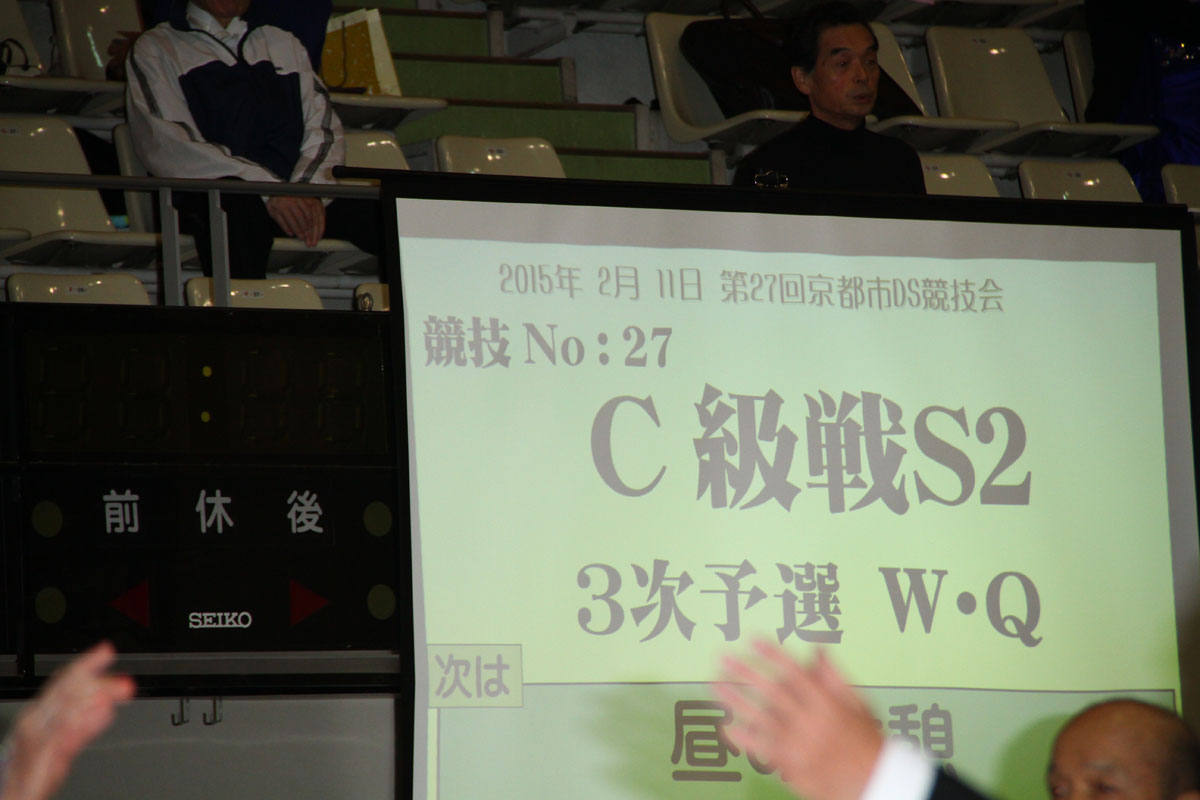 2015年 2月 11日 第27回京都市DS競技会
競技 No : 27
C 級戦S2
3次予選 W・Q
次は
昼 憩
前 休 後
SEIKO